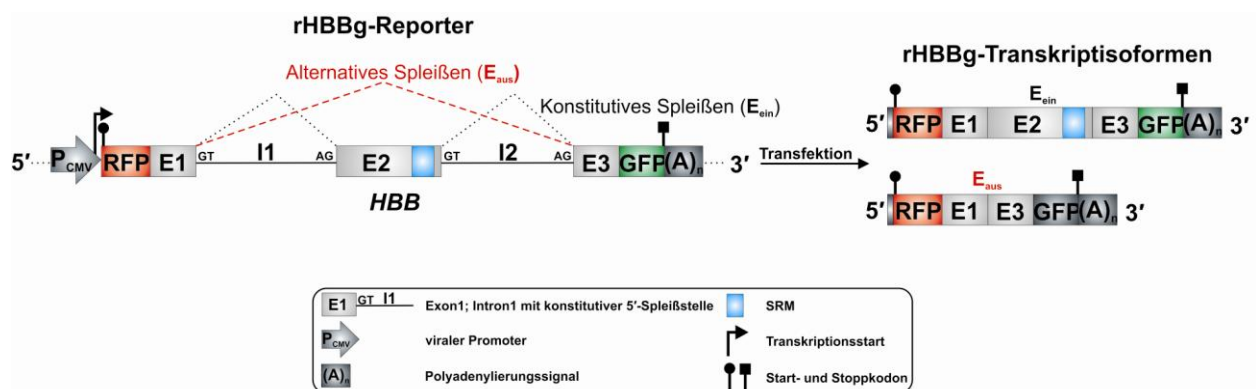 rHBBg-Reporter
Alternatives Spleißen (Eaus)
Konstitutives Spleißen (Eein)
5′ PCMV RFP E1 GT I1 AG E2 GT I2 AG E3 GFP (A)n 3′
HBB
Transfektion
rHBBg-Transkriptisoformen
Eein
5′ RFP E1 E2 E3 GFP (A)n 3′
Eaus
5′ RFP E1 E3 GFP (A)n 3′
E1 GT I1 Exon1; Intron1 mit konstitutiver 5′-Spleißstelle
SRM
PCMV viraler Promoter
Transkriptionsstart
(A)n Polyadenylierungssignal
Start- und Stoppkodon